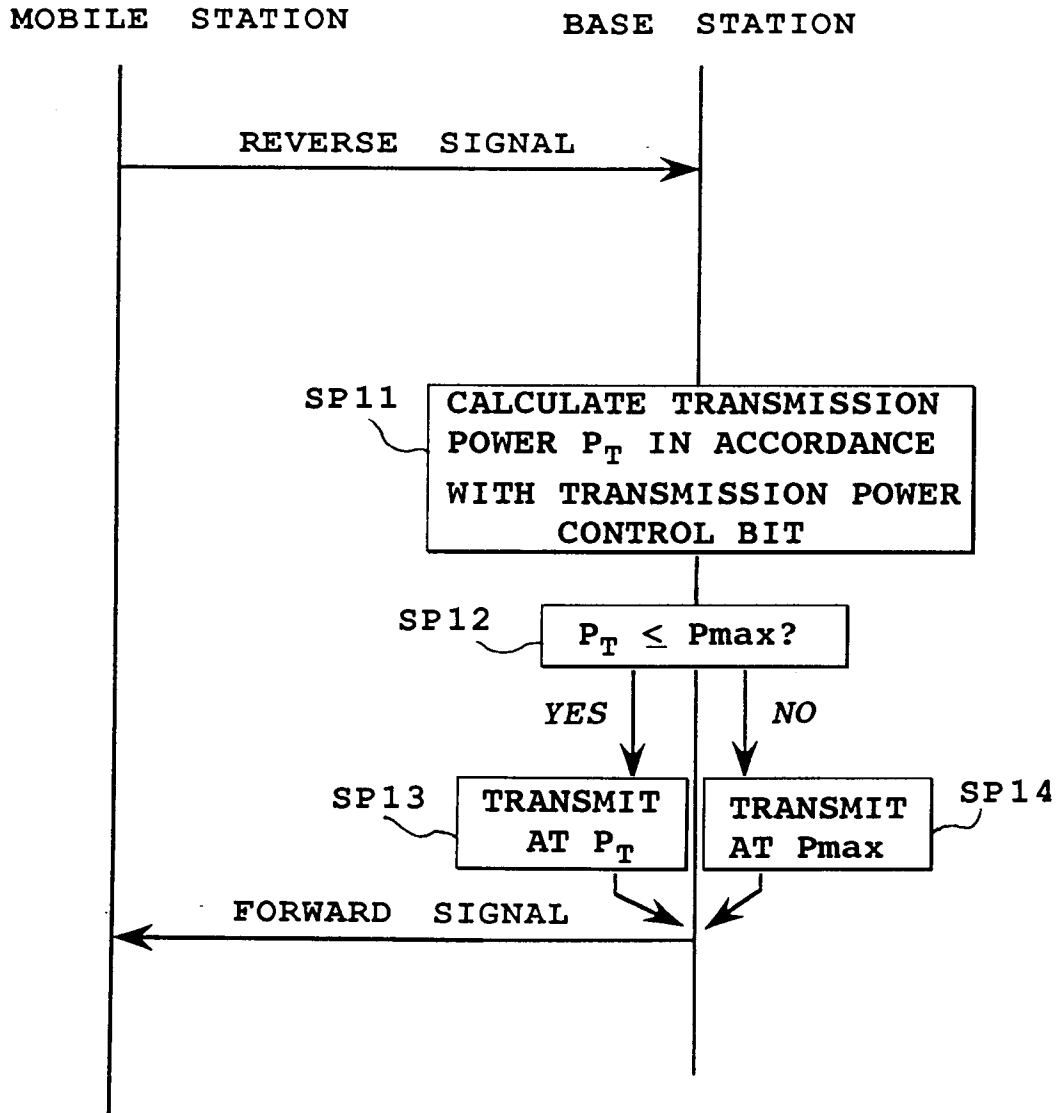 MOBILE STATION
BASE STATION
REVERSE SIGNAL
SP11
CALCULATE TRANSMISSION
POWER P_T IN ACCORDANCE
WITH TRANSMISSION POWER
CONTROL BIT
SP12
P_T ≤ Pmax?
YES
NO
SP13
TRANSMIT
AT P_T
TRANSMIT
AT Pmax
SP14
FORWARD SIGNAL